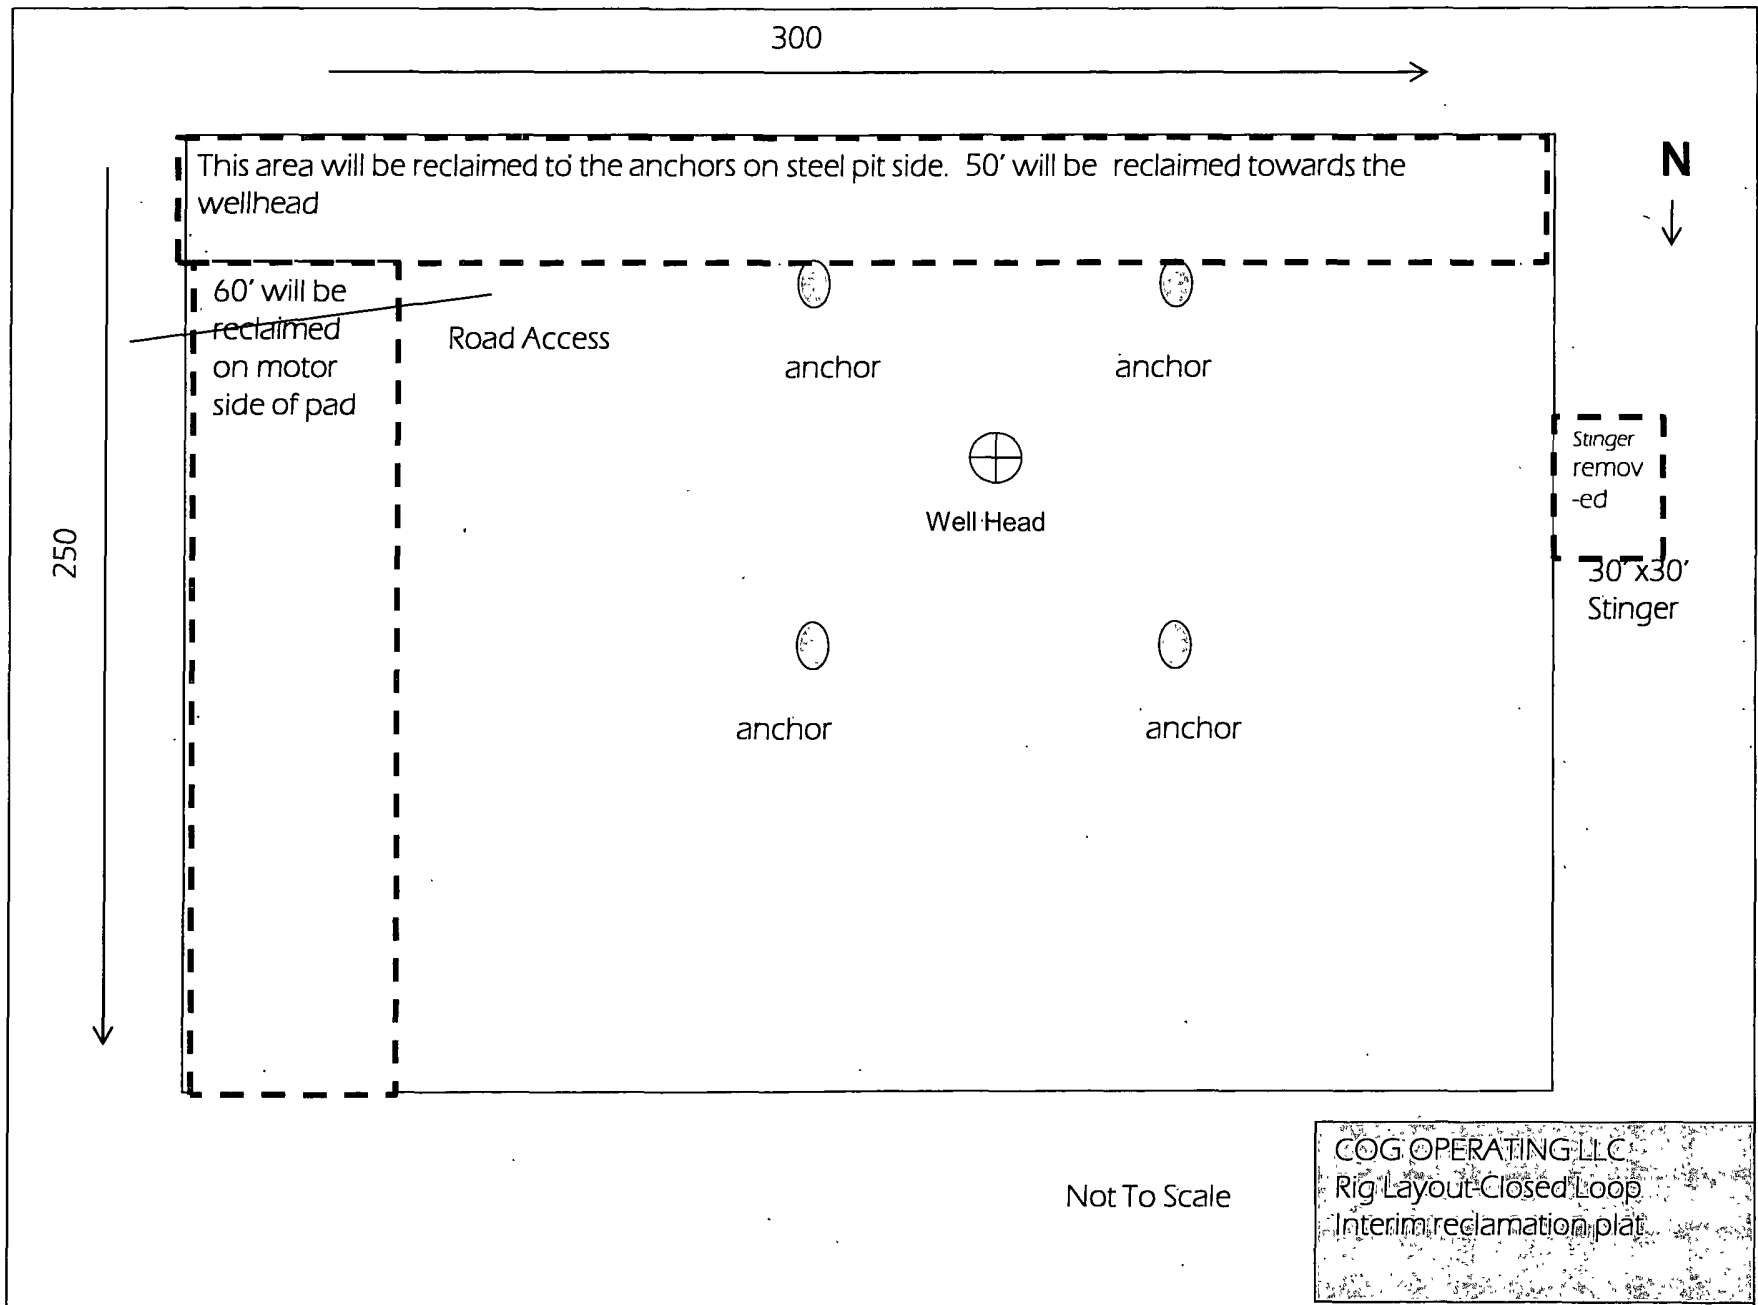 300
This area will be reclaimed to the anchors on steel pit side. 50' will be reclaimed towards the
wellhead
N
60' will be
reclaimed
on motor
side of pad
Road Access
anchor
anchor
Stinger
remov
-ed
Well Head
250
30' x30'
Stinger
anchor
anchor
Not To Scale
COG OPERATING LLC
Rig Layout-Closed Loop
Interim reclamation plat